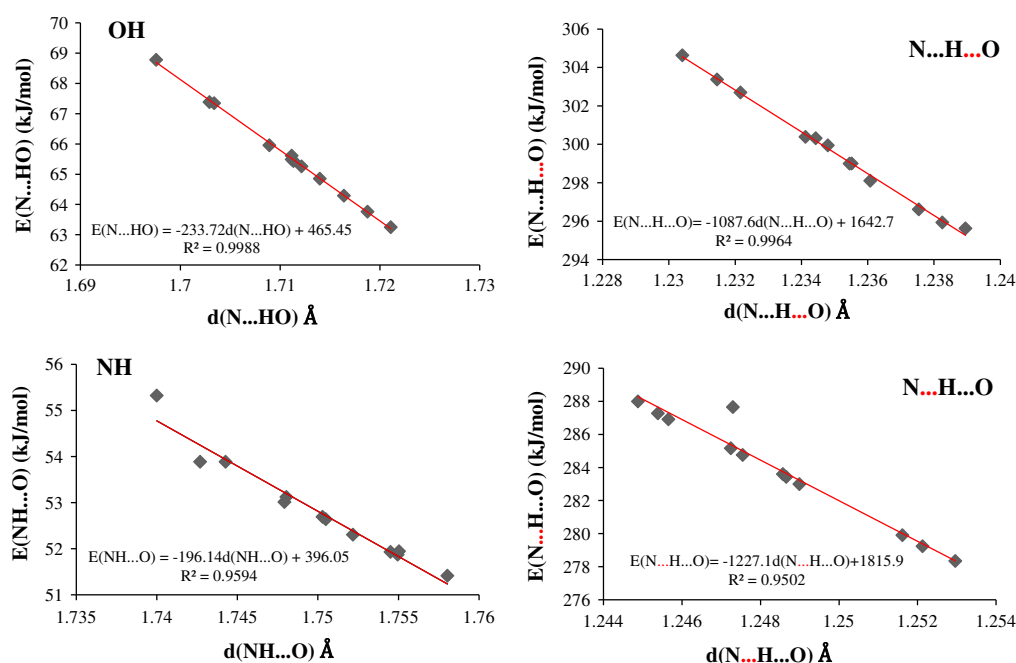 OH
E(N...HO) (kJ/mol)
70
69
68
67
66
65
64
63
62
E(N...HO) = -233.72d(N...HO) + 465.45
R² = 0.9988
1.69
1.7
1.71
1.72
1.73
d(N...HO) Å
N...H...O
E(N...H...O) (kJ/mol)
306
304
302
300
298
296
294
E(N...H...O)= -1087.6d(N...H...O) + 1642.7
R² = 0.9964
1.228
1.23
1.232
1.234
1.236
1.238
1.24
d(N...H...O) Å
NH
E(NH...O) (kJ/mol)
56
55
54
53
52
51
E(NH...O) = -196.14d(NH...O) + 396.05
R² = 0.9594
1.735
1.74
1.745
1.75
1.755
1.76
d(NH...O) Å
N...H...O
E(N...H...O) (kJ/mol)
290
288
286
284
282
280
278
276
E(N...H...O)= -1227.1d(N...H...O)+1815.9
R² = 0.9502
1.244
1.246
1.248
1.25
1.252
1.254
d(N...H...O) Å